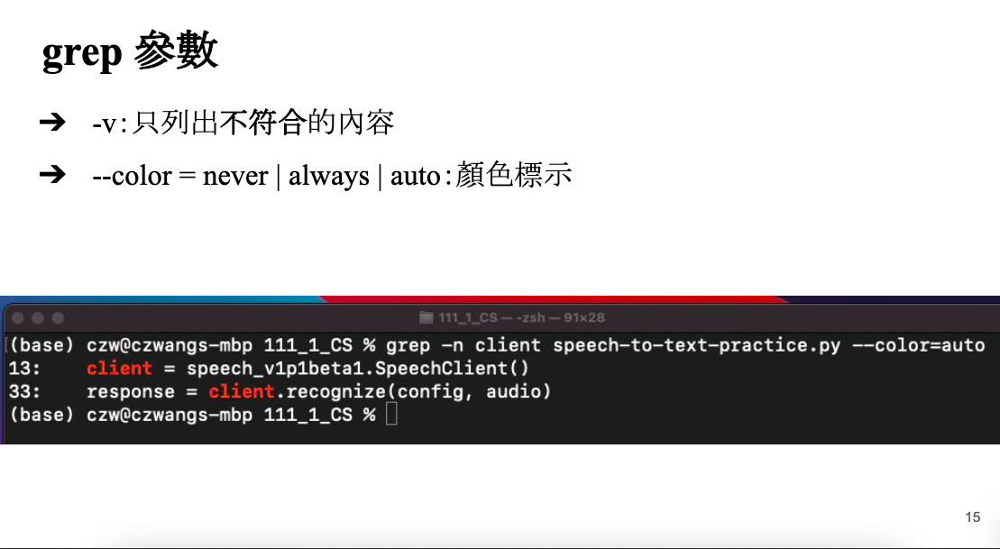 grep 參數
➔ -v：只列出不符合的內容
➔ --color = never | always | auto：顏色標示
111_1_CS — -zsh — 91×28
(base) czw@czwangs-mbp 111_1_CS % grep -n client speech-to-text-practice.py --color=auto
13:    client = speech_v1p1beta1.SpeechClient()
33:    response = client.recognize(config, audio)
(base) czw@czwangs-mbp 111_1_CS %
15